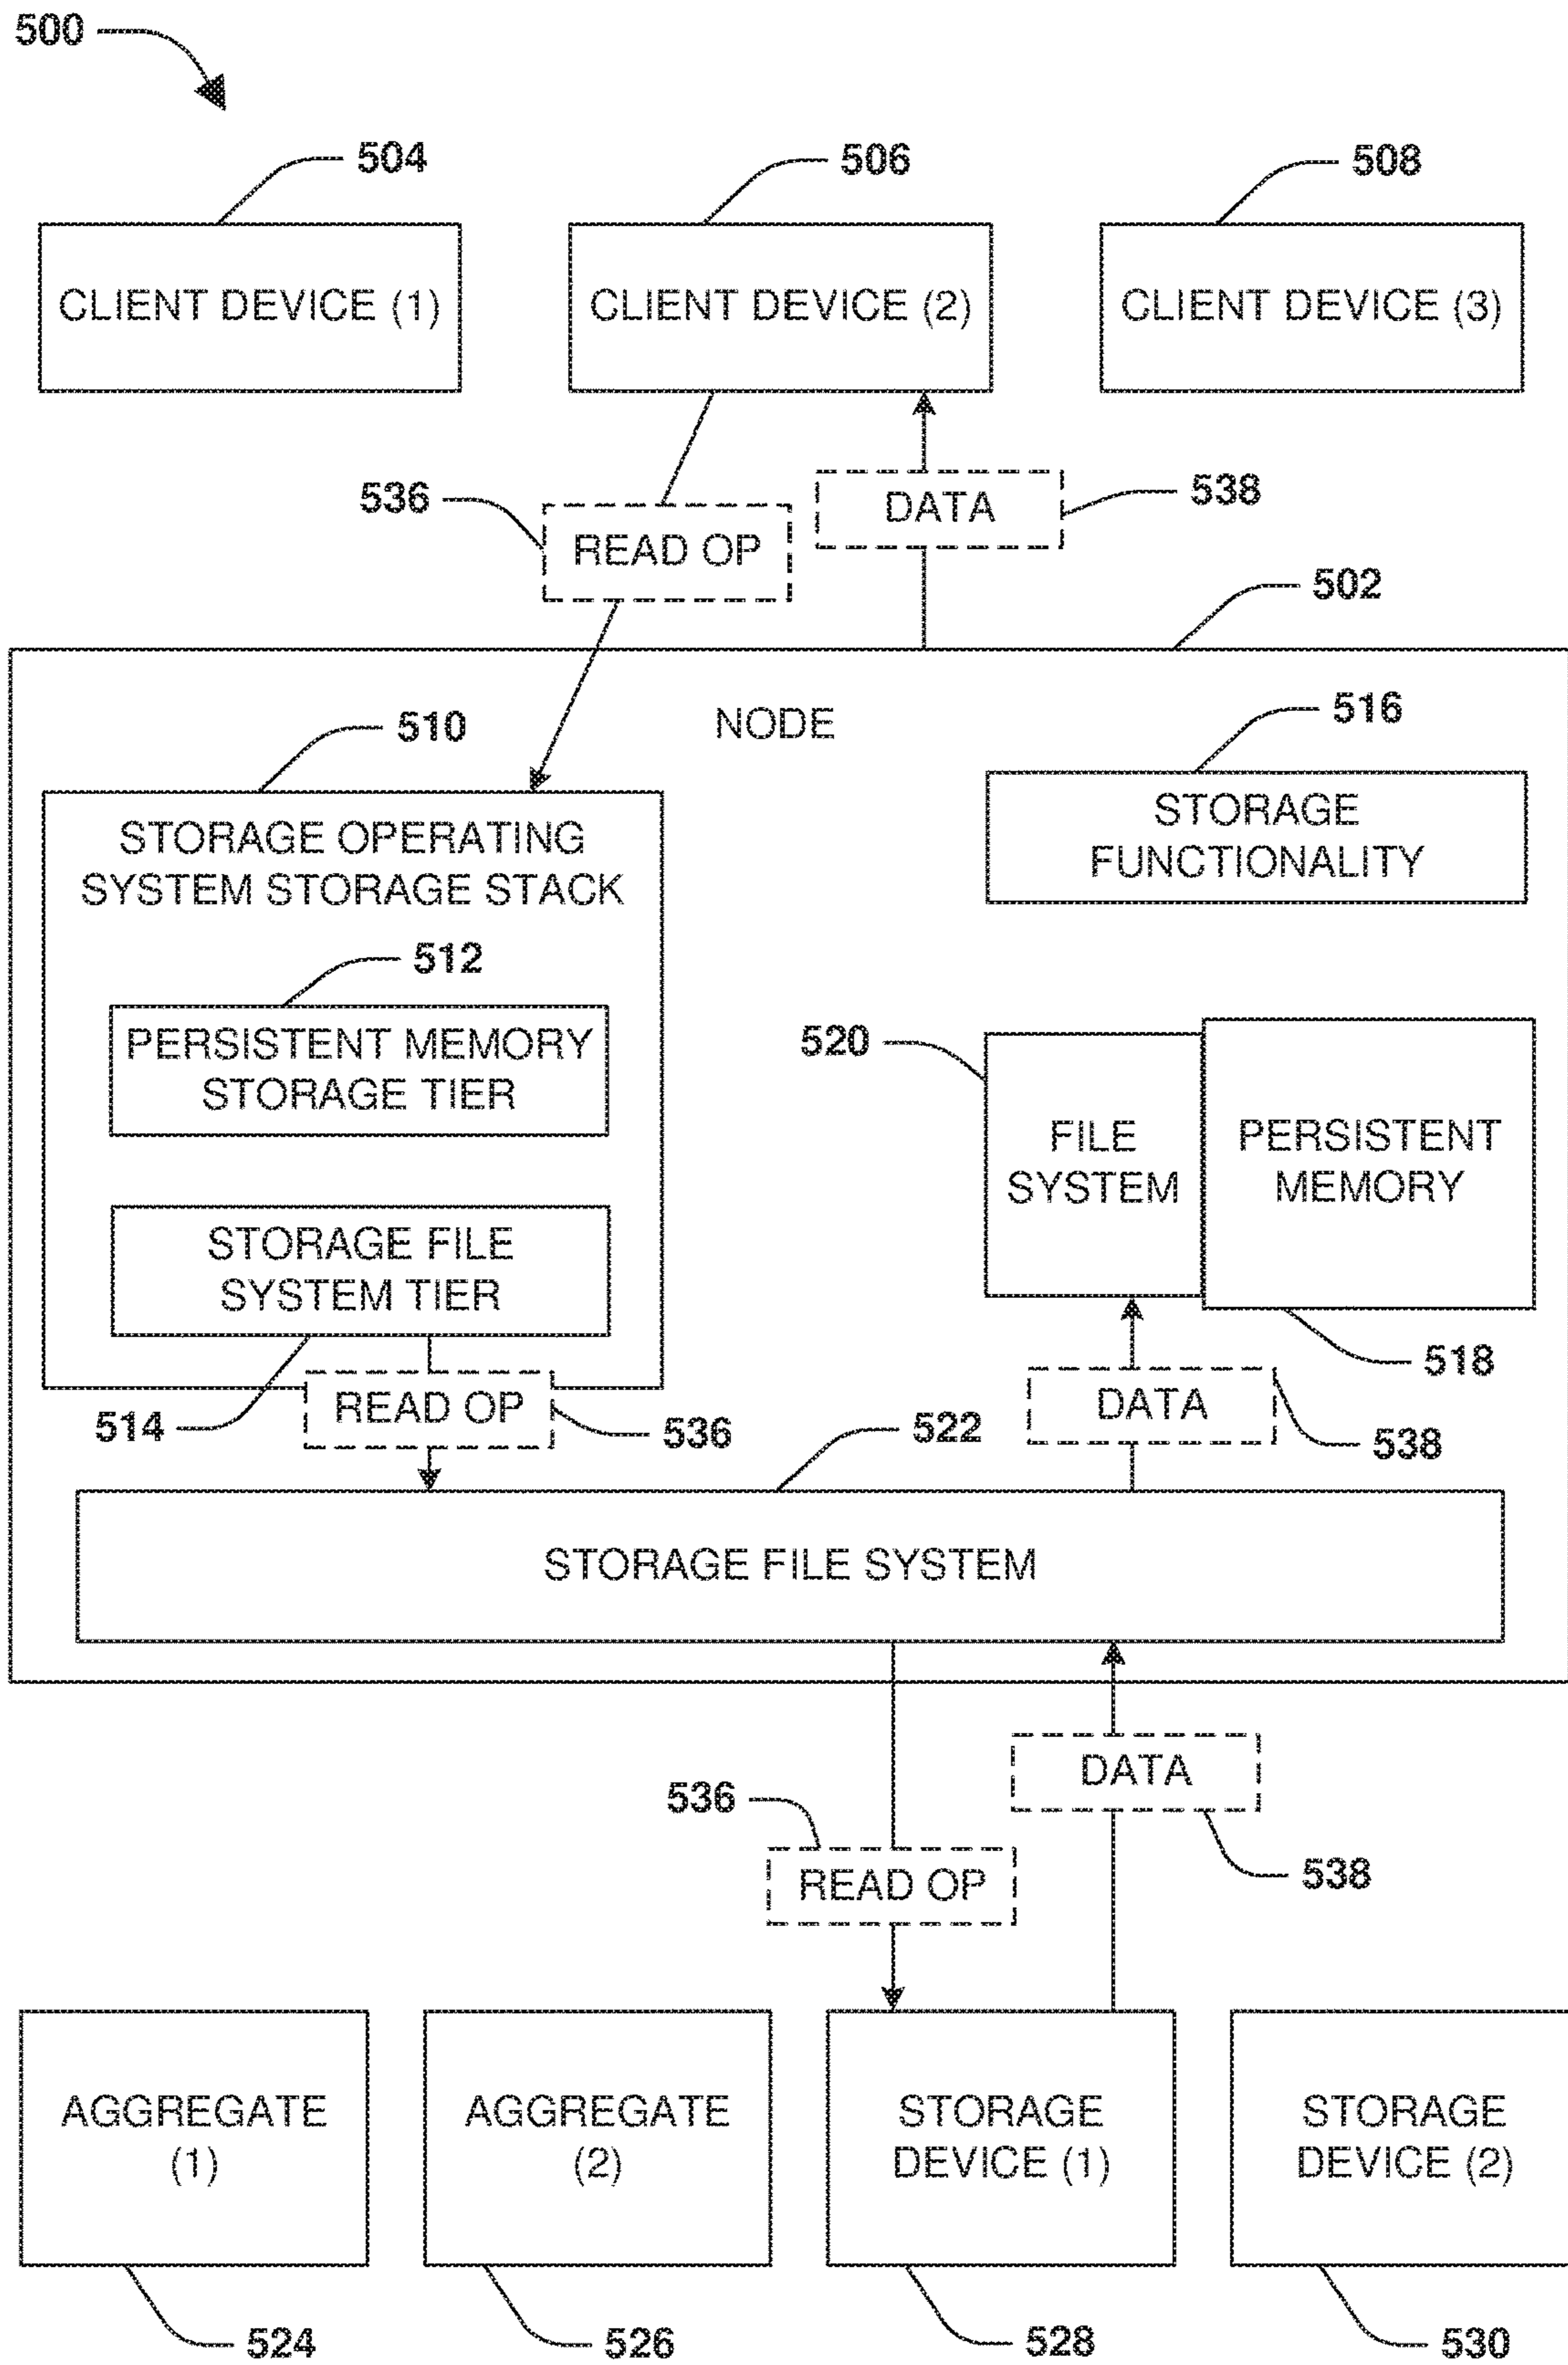 500
504
506
508
CLIENT DEVICE (1)
CLIENT DEVICE (2)
CLIENT DEVICE (3)
536
READ OP
DATA
538
502
NODE
510
516
STORAGE OPERATING
SYSTEM STORAGE STACK
STORAGE
FUNCTIONALITY
512
PERSISTENT MEMORY
STORAGE TIER
520
FILE
SYSTEM
PERSISTENT
MEMORY
518
STORAGE FILE
SYSTEM TIER
514
READ OP
536
522
DATA
538
STORAGE FILE SYSTEM
536
READ OP
DATA
538
AGGREGATE
(1)
AGGREGATE
(2)
STORAGE
DEVICE (1)
STORAGE
DEVICE (2)
524
526
528
530